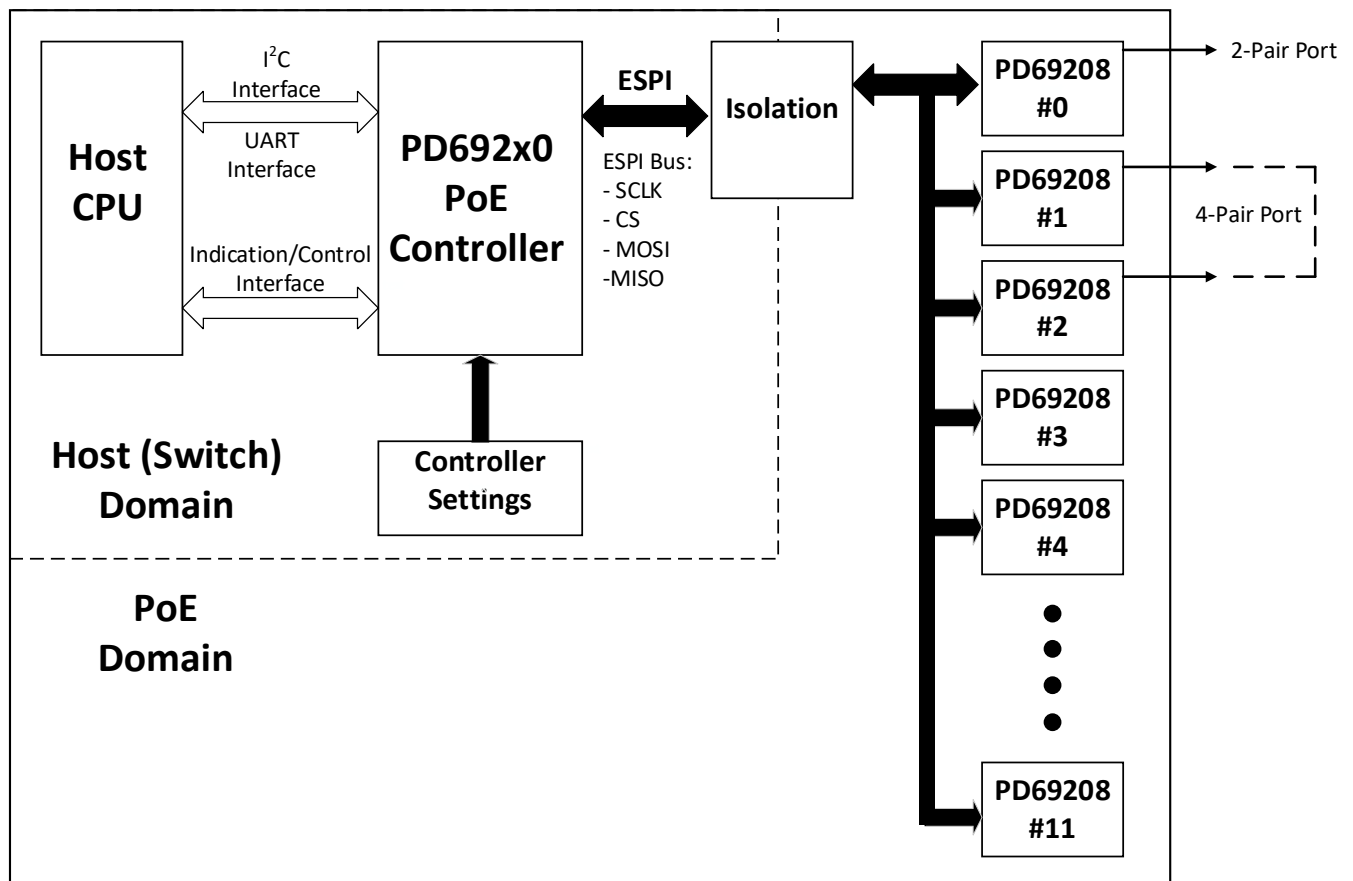 Host
CPU
I²C
Interface
UART
Interface
Indication/Control
Interface
PD692x0
PoE
Controller
ESPI
ESPI Bus:
- SCLK
- CS
- MOSI
-MISO
Isolation
Controller
Settings
Host (Switch)
Domain
PoE
Domain
PD69208
#0
2-Pair Port
PD69208
#1
4-Pair Port
PD69208
#2
PD69208
#3
PD69208
#4
PD69208
#11